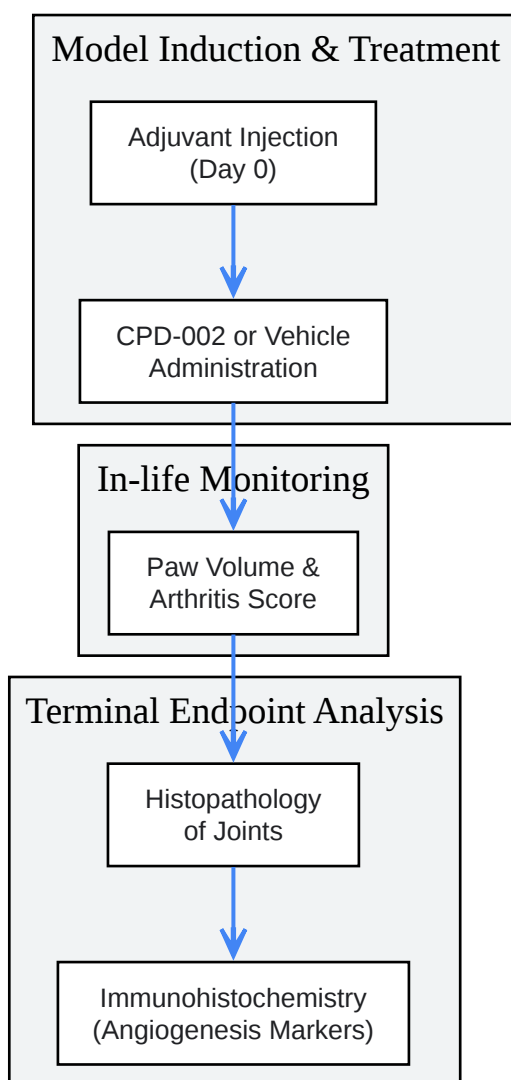 Model Induction & Treatment
Adjuvant Injection
(Day 0)
CPD-002 or Vehicle
Administration
In-life Monitoring
Paw Volume &
Arthritis Score
Terminal Endpoint Analysis
Histopathology
of Joints
Immunohistochemistry
(Angiogenesis Markers)